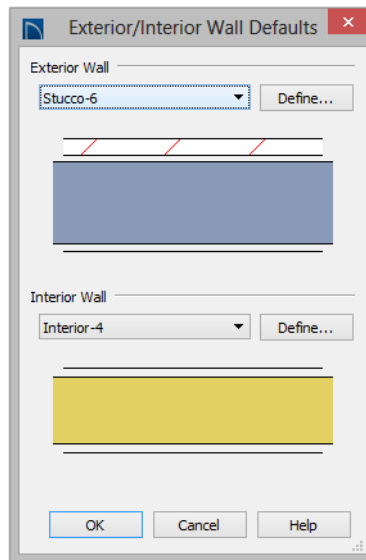 Exterior/Interior Wall Defaults
Exterior Wall
Stucco-6 Define...
Interior Wall
Interior-4 Define...
OK Cancel Help